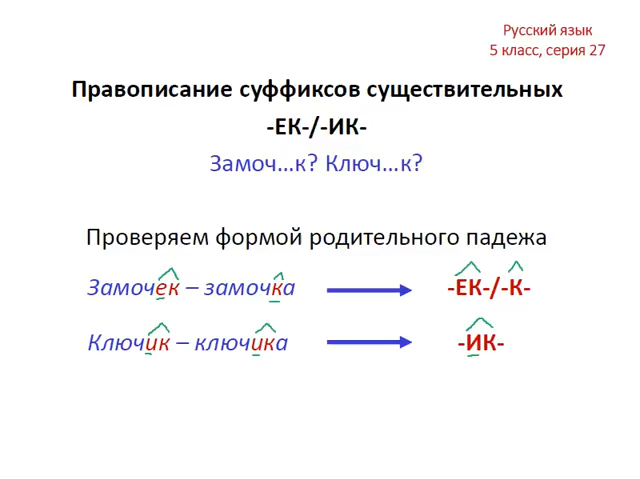 Русский язык
5 класс, серия 27
Правописание суффиксов существительных
-ЕК-/-ИК-
Замоч...к? Ключ...к?
Проверяем формой родительного падежа
Замочек – замочка -ЕК-/-К-
Ключик – ключика -ИК-